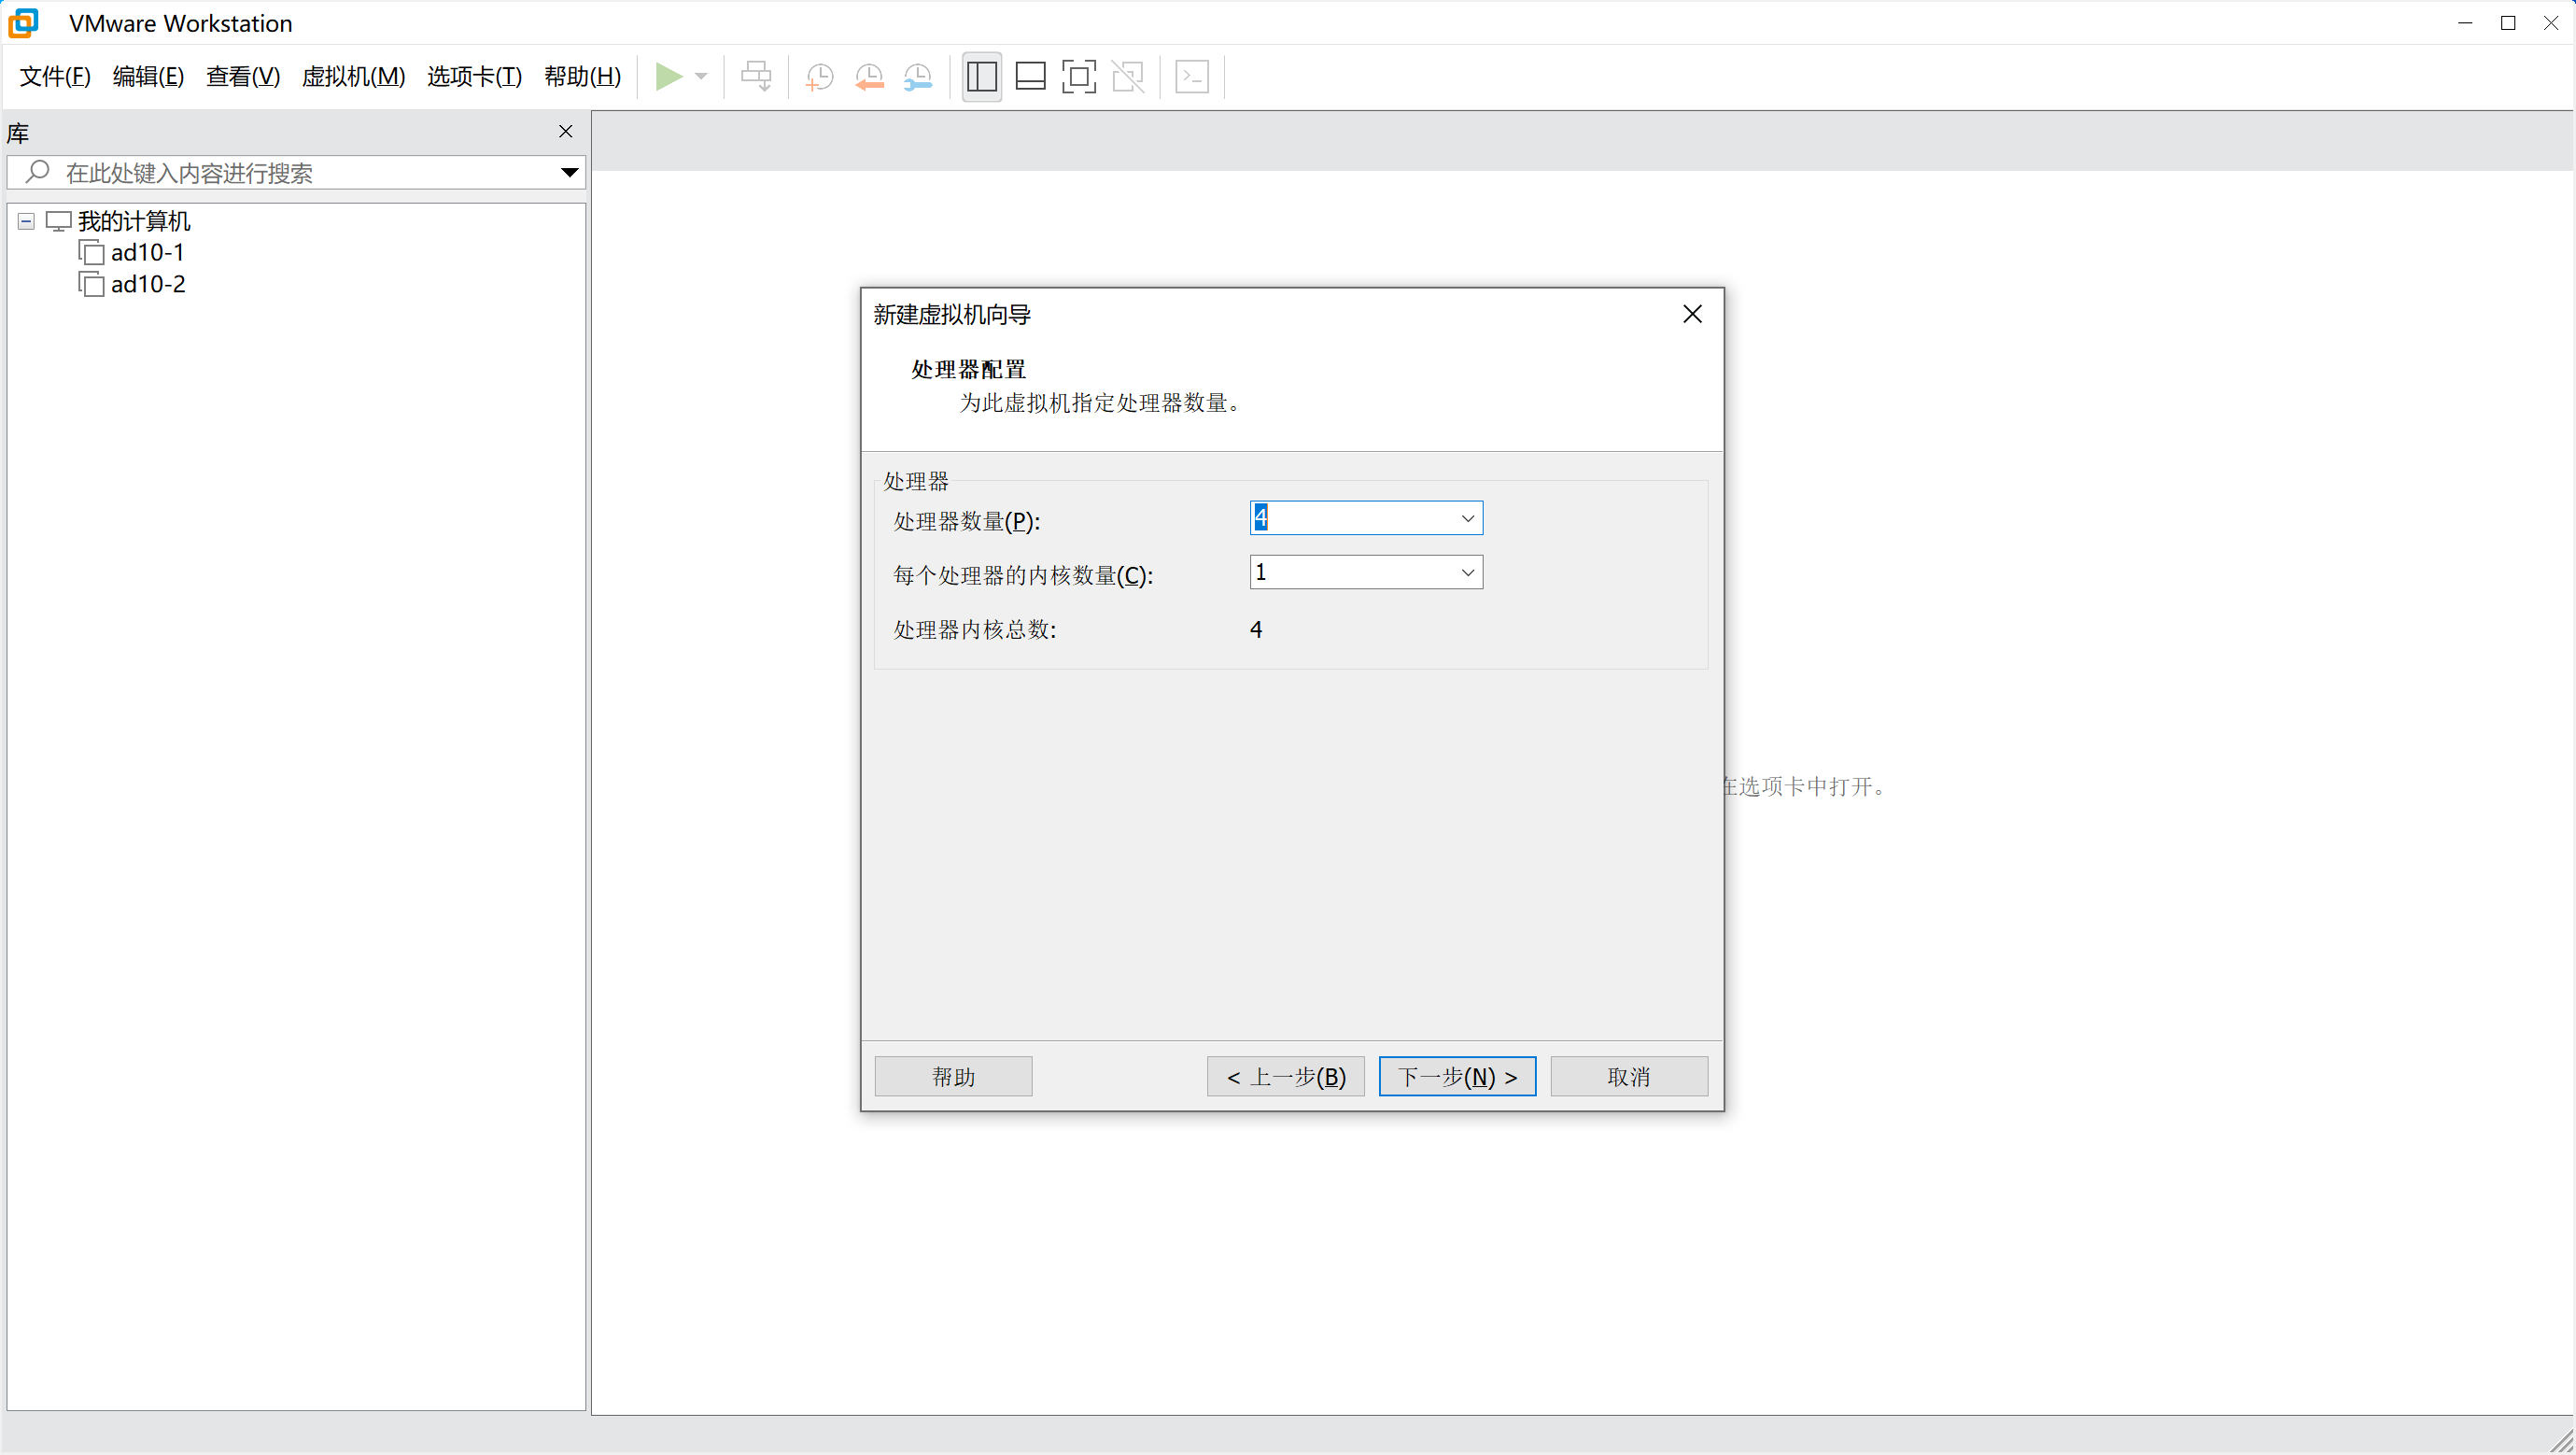 VMware Workstation
文件(F) 编辑(E) 查看(V) 虚拟机(M) 选项卡(T) 帮助(H)
库
在此处键入内容进行搜索
我的计算机
ad10-1
ad10-2
新建虚拟机向导
处理器配置
为此虚拟机指定处理器数量。
处理器
处理器数量(P): 4
每个处理器的内核数量(C): 1
处理器内核总数: 4
在选项卡中打开。
帮助 < 上一步(B) 下一步(N) > 取消